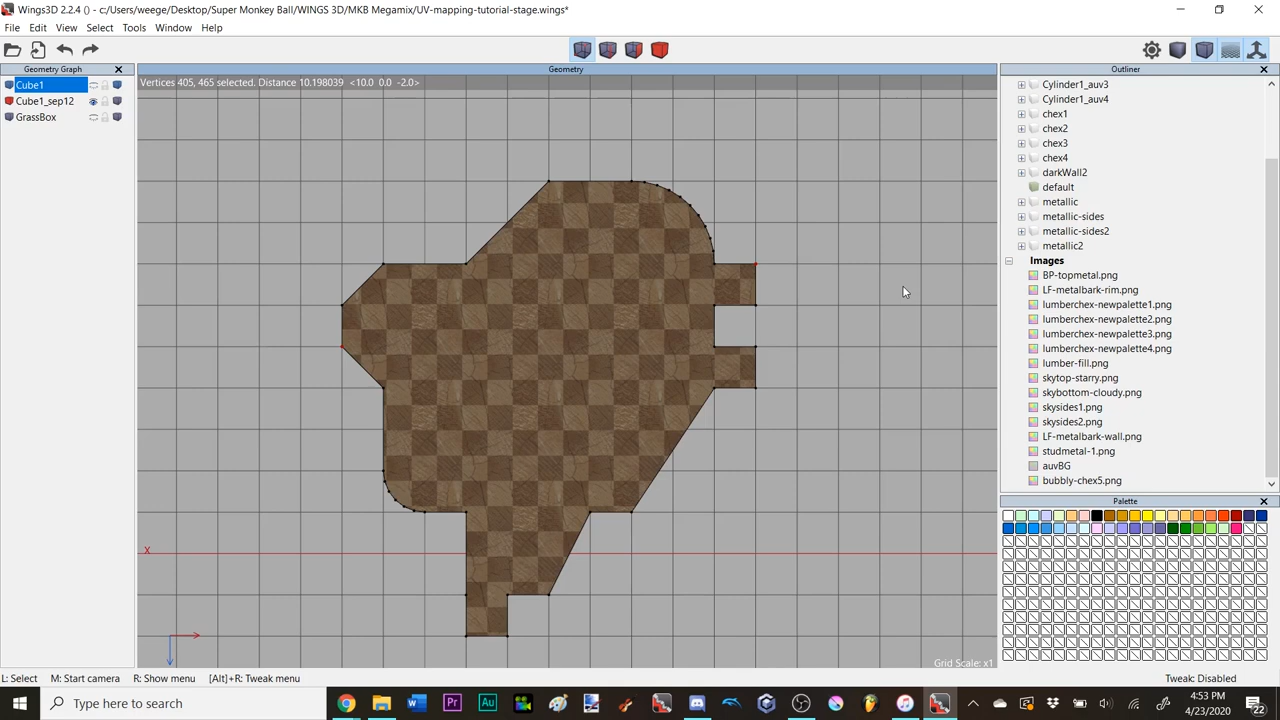 Wings3D 2.2.4 () - c:/Users/weege/Desktop/Super Monkey Ball/WINGS 3D/MKB Megamix/UV-mapping-tutorial-stage.wings*
File Edit View Select Tools Window Help
Geometry Graph
Geometry
Outliner
Cube1
Cube1_sep12
GrassBox
Vertices 405, 465 selected. Distance 10.198039 <10.0 0.0 -2.0>
X
Grid Scale: x1
Cylinder1_auv3
Cylinder1_auv4
chex1
chex2
chex3
chex4
darkWall2
default
metallic
metallic-sides
metallic-sides2
metallic2
Images
BP-topmetal.png
LF-metalbark-rim.png
lumberchex-newpalette1.png
lumberchex-newpalette2.png
lumberchex-newpalette3.png
lumberchex-newpalette4.png
lumber-fill.png
skytop-starry.png
skybottom-cloudy.png
skysides1.png
skysides2.png
LF-metalbark-wall.png
studmetal-1.png
auvBG
bubbly-chex5.png
Palette
L: Select M: Start camera R: Show menu [Alt]+R: Tweak menu
Tweak: Disabled
Type here to search
Pr
Au
4:53 PM
4/23/2020
22